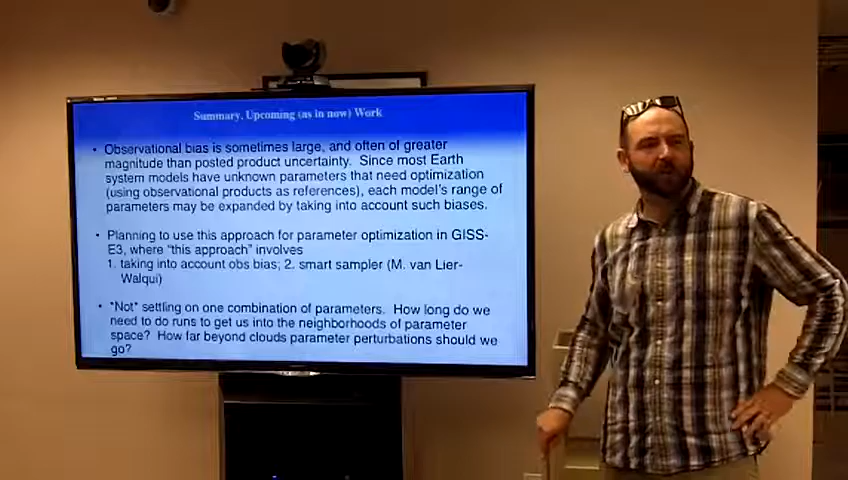 Summary, Upcoming (as in now) Work
• Observational bias is sometimes large, and often of greater
magnitude than posted product uncertainty. Since most Earth
system models have unknown parameters that need optimization
(using observational products as references), each model's range of
parameters may be expanded by taking into account such biases.
• Planning to use this approach for parameter optimization in GISS-
E3, where “this approach” involves
1. taking into account obs bias; 2. smart sampler (M. van Lier-
Walqui)
• *Not* settling on one combination of parameters. How long do we
need to do runs to get us into the neighborhoods of parameter
space? How far beyond clouds parameter perturbations should we
go?